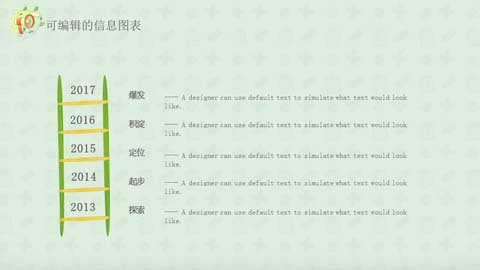 可编辑的信息图表
2017
爆发
—— A designer can use default text to simulate what text would look
like.
2016
积淀
—— A designer can use default text to simulate what text would look
like.
2015
定位
—— A designer can use default text to simulate what text would look
like.
2014
起步
—— A designer can use default text to simulate what text would look
like.
2013
探索
—— A designer can use default text to simulate what text would look
like.